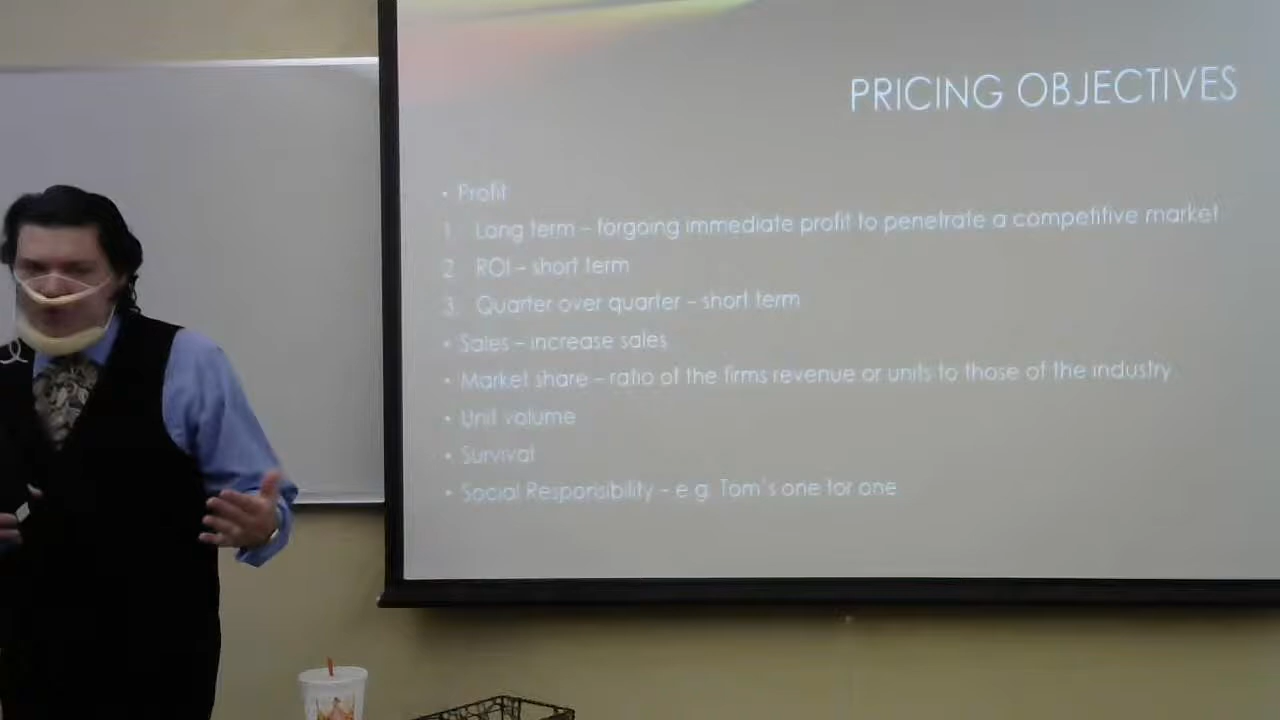 PRICING OBJECTIVES
• Profit
1. Long term – forgoing immediate profit to penetrate a competitive market
2. ROI – short term
3. Quarter over quarter – short term
• Sales – increase sales
• Market share – ratio of the firms revenue or units to those of the industry
• Unit volume
• Survival
• Social Responsibility – e.g. Tom's one for one